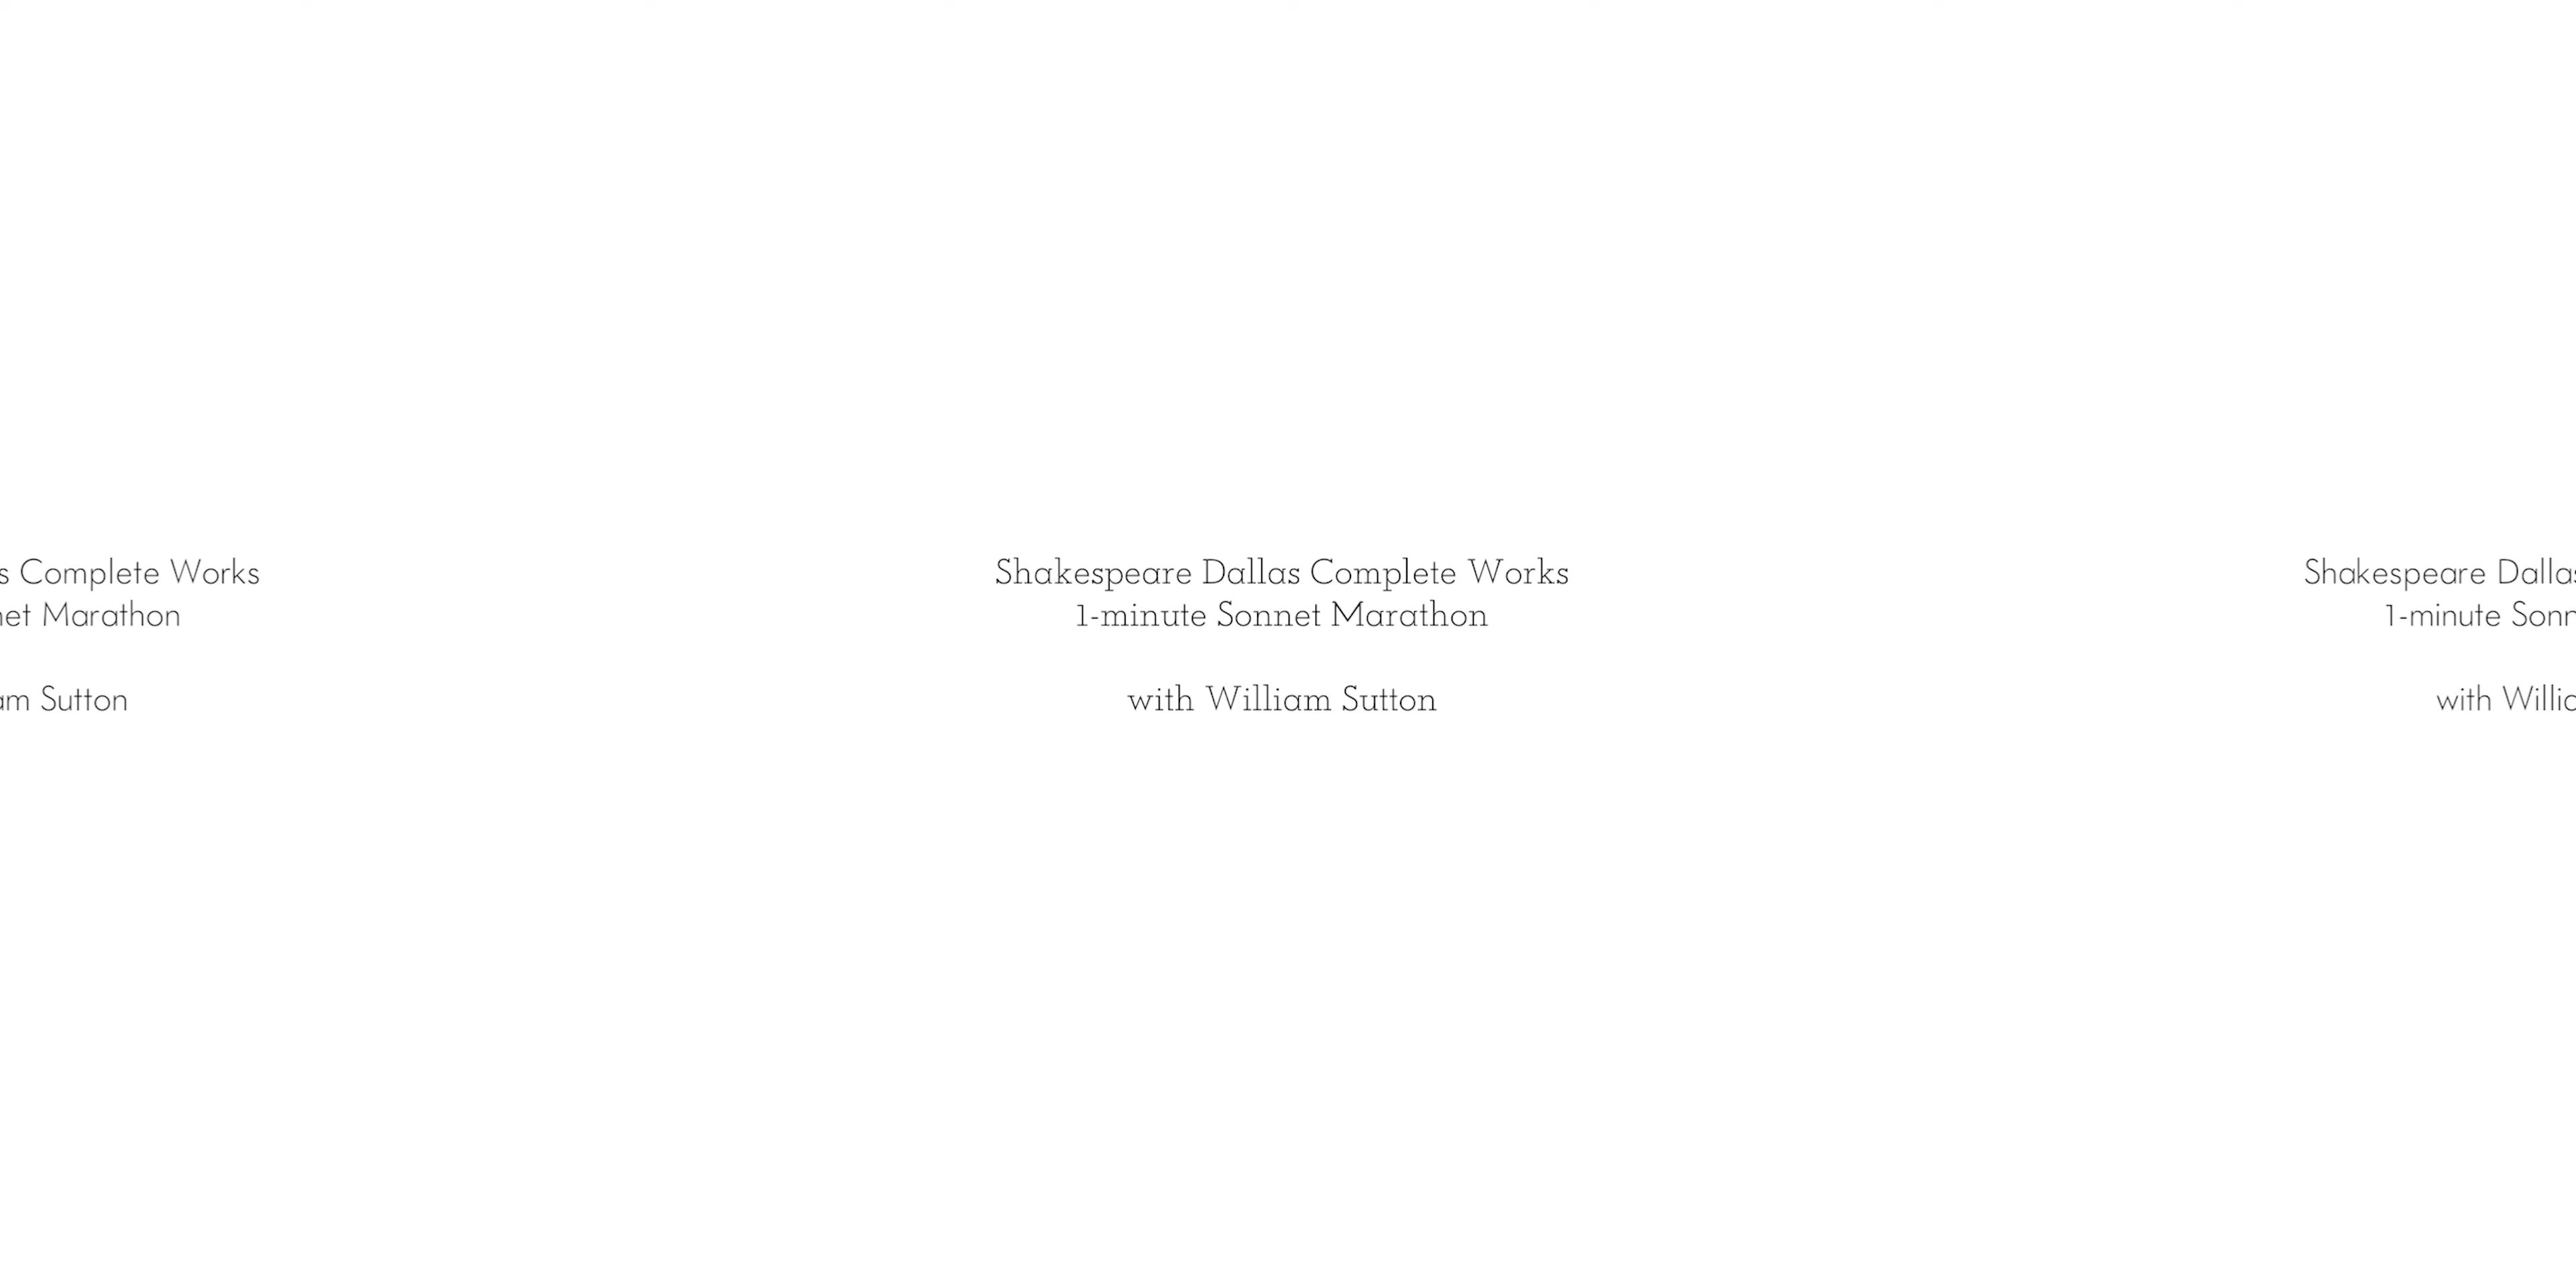 s Complete Works
net Marathon
am Sutton
Shakespeare Dallas Complete Works
1-minute Sonnet Marathon
with William Sutton
Shakespeare Dallas
1-minute Sonn
with Willia